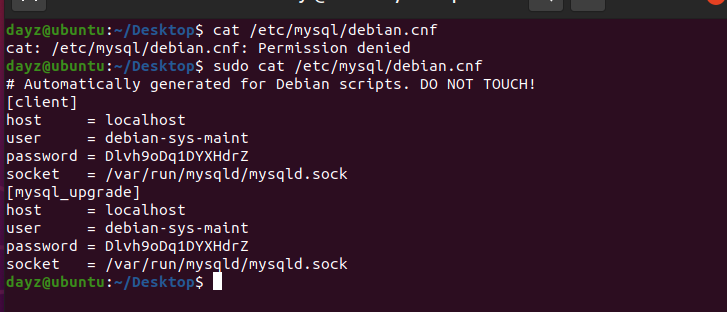 dayz@ubuntu:~/Desktop$ cat /etc/mysql/debian.cnf
cat: /etc/mysql/debian.cnf: Permission denied
dayz@ubuntu:~/Desktop$ sudo cat /etc/mysql/debian.cnf
# Automatically generated for Debian scripts. DO NOT TOUCH!
[client]
host     = localhost
user     = debian-sys-maint
password = Dlvh9oDq1DYXHdrZ
socket   = /var/run/mysqld/mysqld.sock
[mysql_upgrade]
host     = localhost
user     = debian-sys-maint
password = Dlvh9oDq1DYXHdrZ
socket   = /var/run/mysqld/mysqld.sock
dayz@ubuntu:~/Desktop$